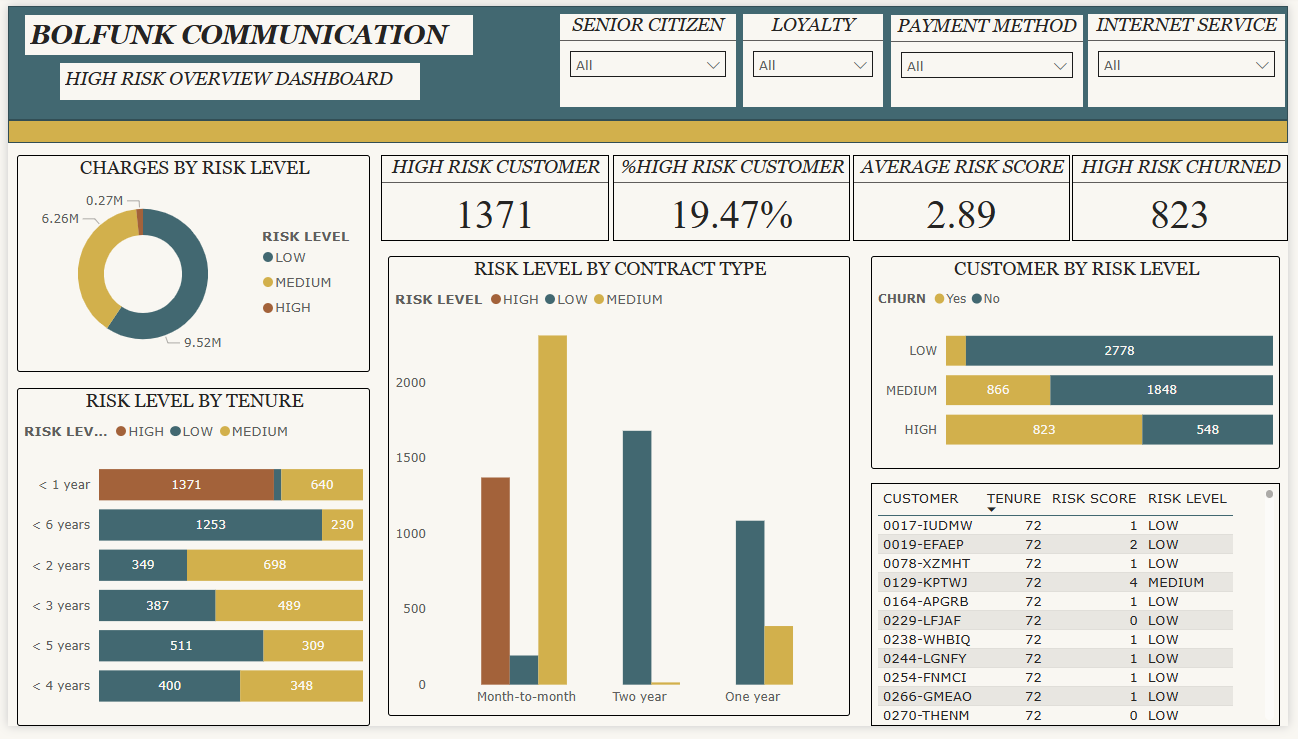 BOLFUNK COMMUNICATION
HIGH RISK OVERVIEW DASHBOARD
SENIOR CITIZEN
All
LOYALTY
All
PAYMENT METHOD
All
INTERNET SERVICE
All
CHARGES BY RISK LEVEL
0.27M
6.26M
9.52M
RISK LEVEL
LOW
MEDIUM
HIGH
HIGH RISK CUSTOMER
1371
%HIGH RISK CUSTOMER
19.47%
AVERAGE RISK SCORE
2.89
HIGH RISK CHURNED
823
RISK LEVEL BY TENURE
RISK LEV... HIGH LOW MEDIUM
< 1 year 1371 640
< 6 years 1253 230
< 2 years 349 698
< 3 years 387 489
< 5 years 511 309
< 4 years 400 348
RISK LEVEL BY CONTRACT TYPE
RISK LEVEL HIGH LOW MEDIUM
2000
1500
1000
500
0
Month-to-month Two year One year
CUSTOMER BY RISK LEVEL
CHURN Yes No
LOW 2778
MEDIUM 866 1848
HIGH 823 548
CUSTOMER TENURE RISK SCORE RISK LEVEL
0017-IUDMW 72 1 LOW
0019-EFAEP 72 2 LOW
0078-XZMHT 72 1 LOW
0129-KPTWJ 72 4 MEDIUM
0164-APGRB 72 1 LOW
0229-LFJAF 72 0 LOW
0238-WHBIQ 72 1 LOW
0244-LGNFY 72 1 LOW
0254-FNMCI 72 1 LOW
0266-GMEAO 72 1 LOW
0270-THENM 72 0 LOW